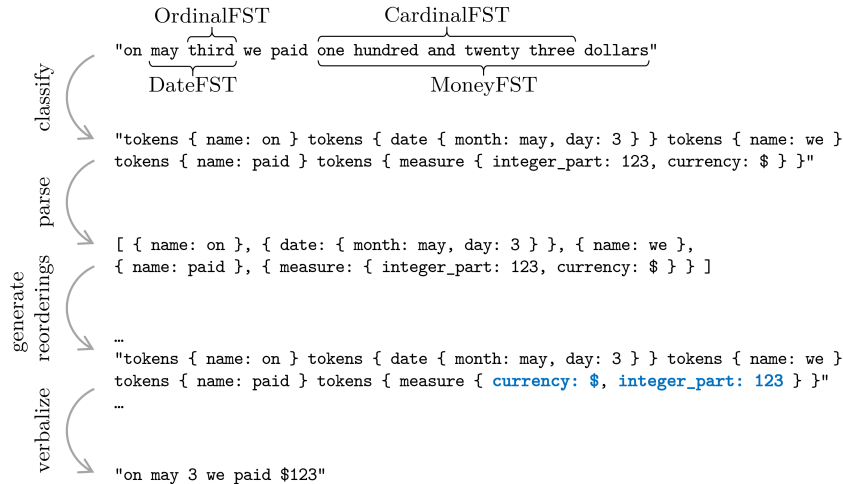 OrdinalFST CardinalFST
"on may third we paid one hundred and twenty three dollars"
DateFST MoneyFST
classify
"tokens { name: on } tokens { date { month: may, day: 3 } } tokens { name: we }
tokens { name: paid } tokens { measure { integer_part: 123, currency: $ } }"
parse
[ { name: on }, { date: { month: may, day: 3 } }, { name: we },
{ name: paid }, { measure: { integer_part: 123, currency: $ } } ]
generate
reorderings
…
"tokens { name: on } tokens { date { month: may, day: 3 } } tokens { name: we }
tokens { name: paid } tokens { measure { currency: $, integer_part: 123 } }"
…
verbalize
"on may 3 we paid $123"